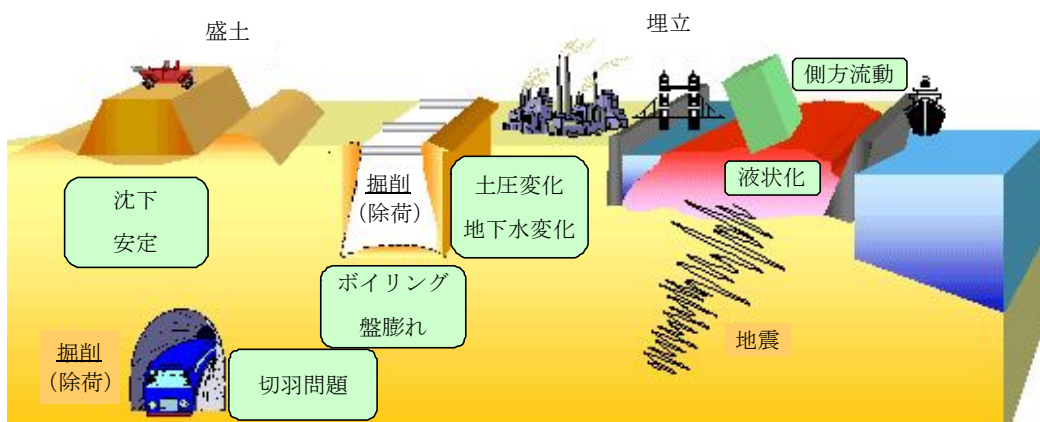 盛土
埋立
側方流動
液状化
掘削
（除荷）
土圧変化
地下水変化
沈下
安定
ボイリング
盤膨れ
地震
掘削
（除荷）
切羽問題